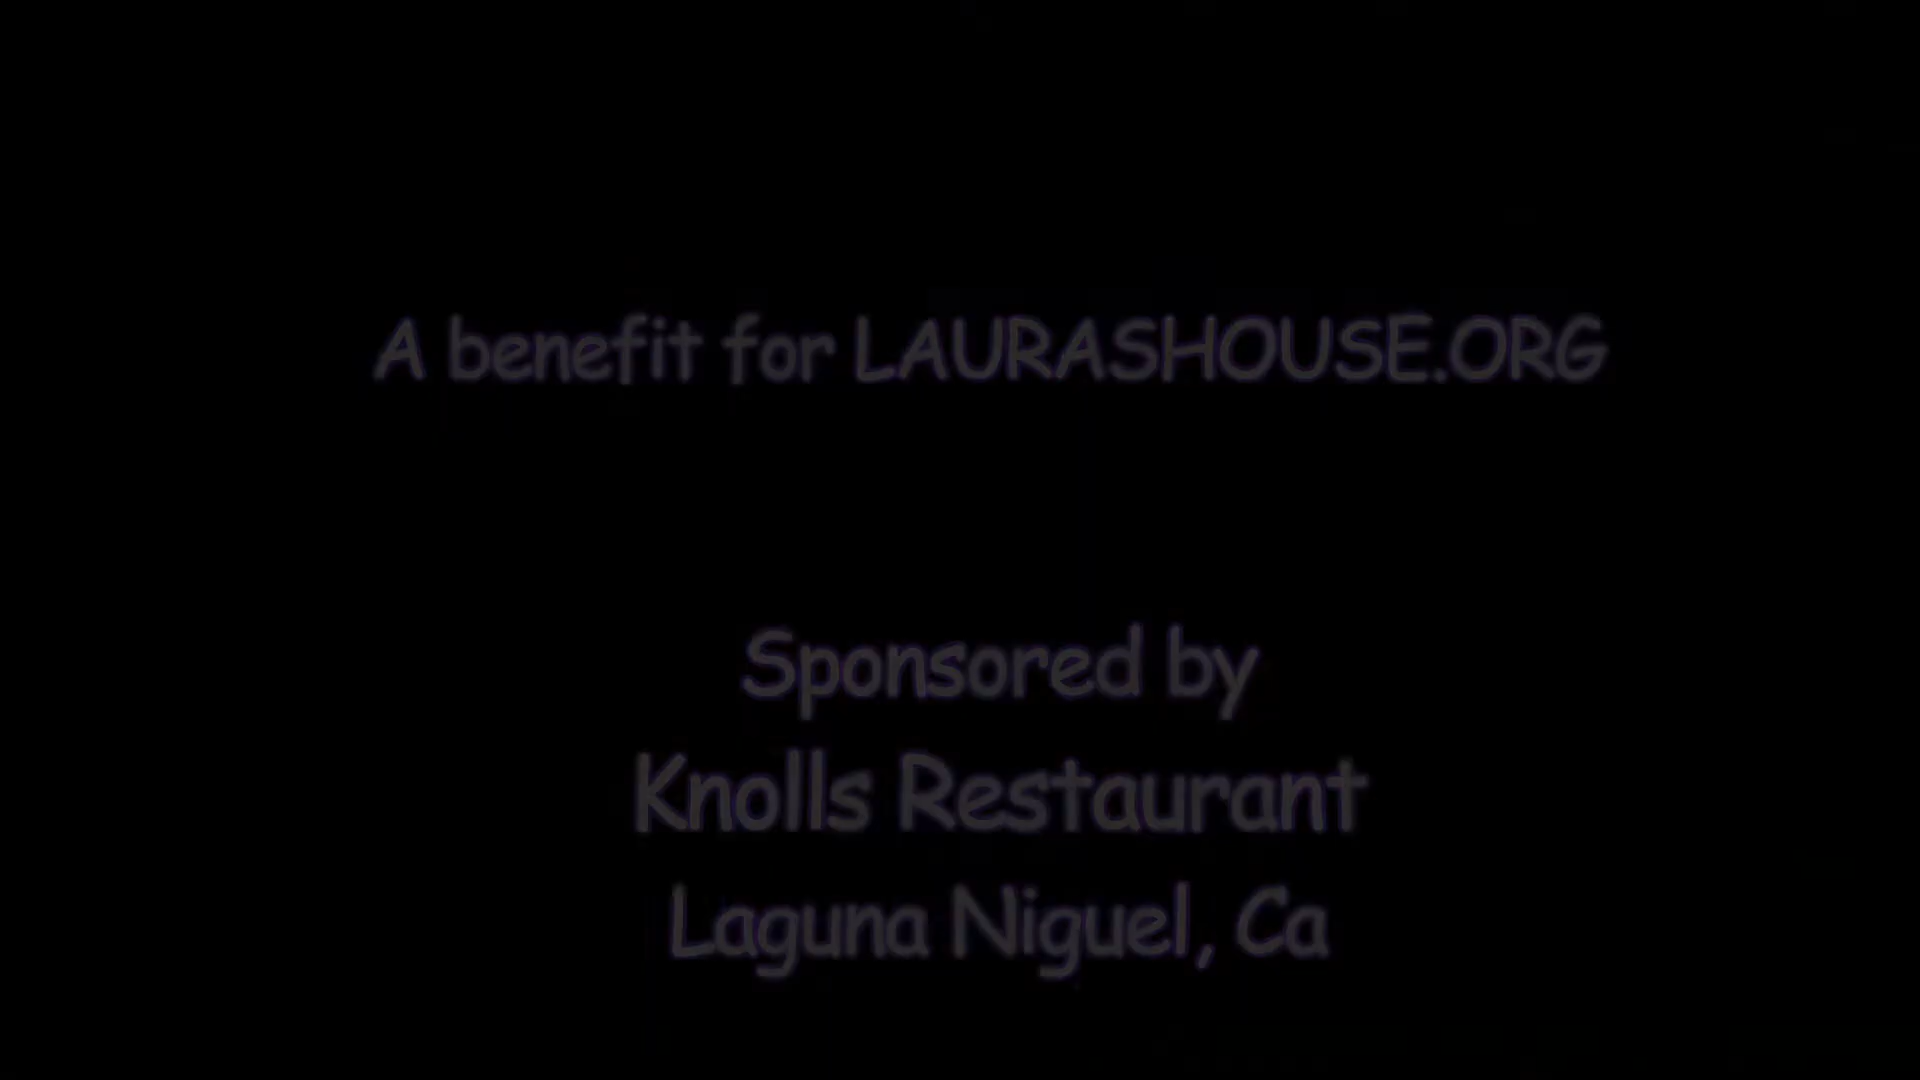 A benefit for LAURASHOUSE.ORG
Sponsored by
Knolls Restaurant
Laguna Niguel, Ca